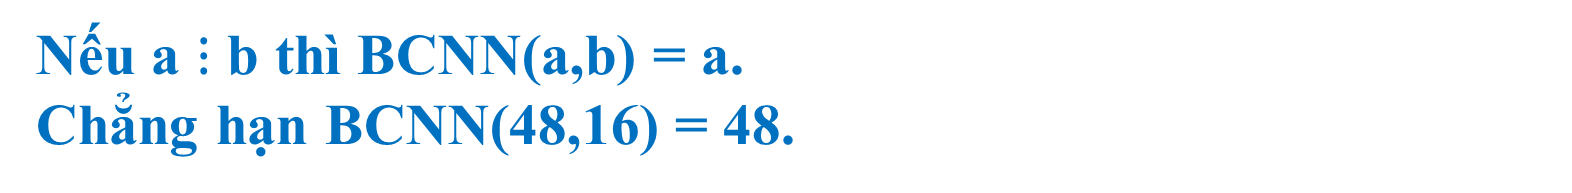 Nếu a ⋮ b thì BCNN(a,b) = a.
Chẳng hạn BCNN(48,16) = 48.